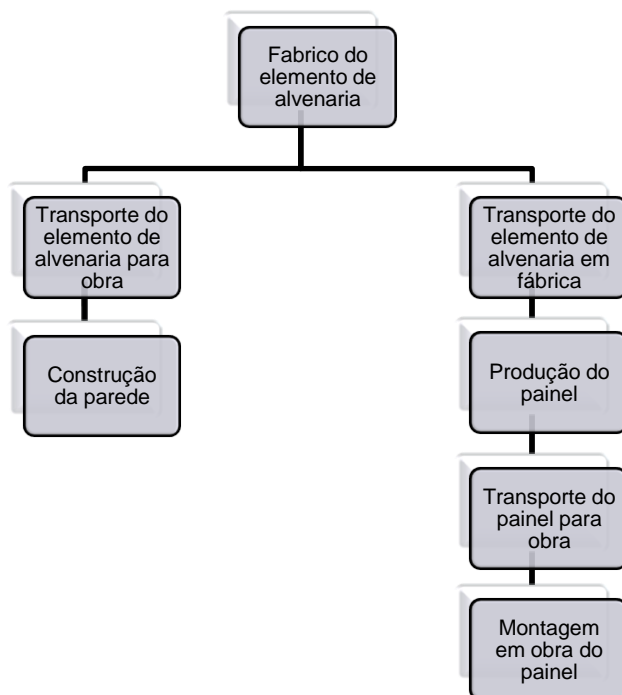 Fabrico do
elemento de
alvenaria
Transporte do
elemento de
alvenaria para
obra
Construção
da parede
Transporte do
elemento de
alvenaria em
fábrica
Produção do
painel
Transporte do
painel para
obra
Montagem
em obra do
painel